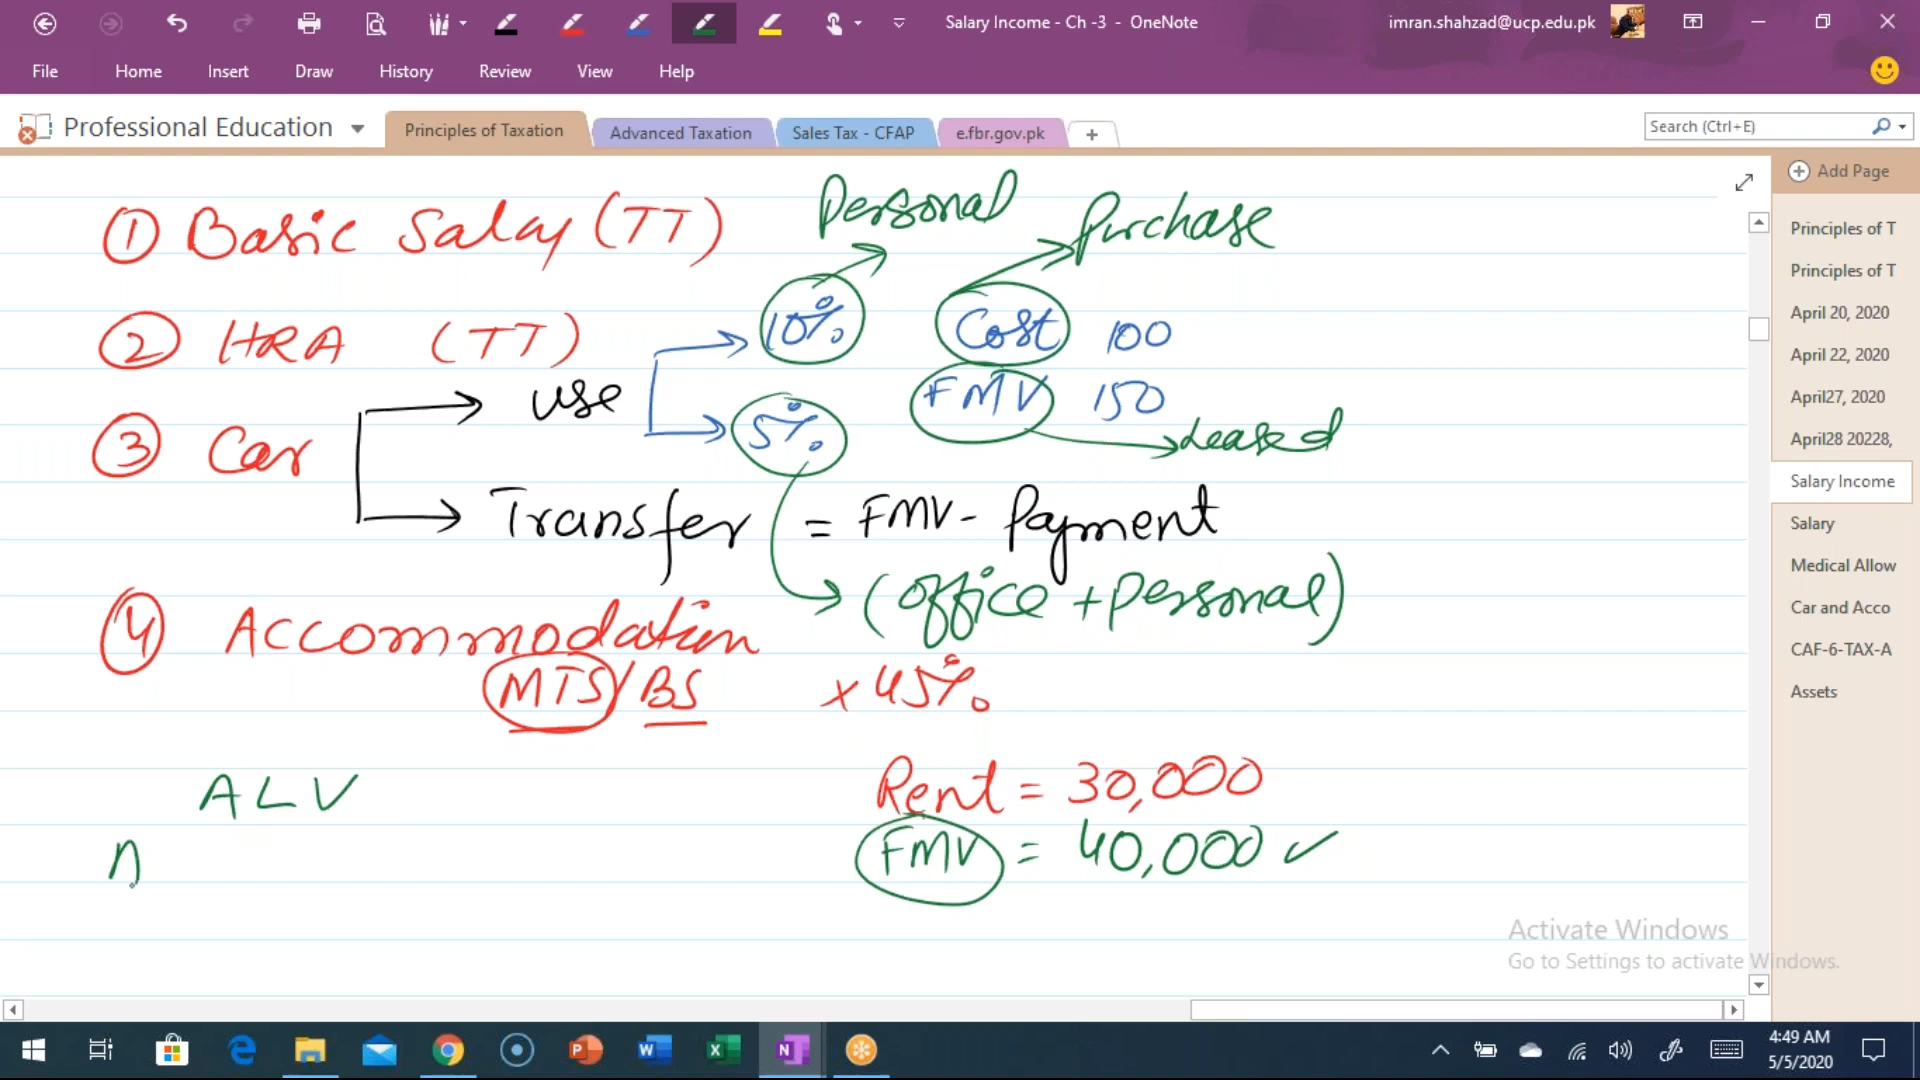 Salary Income - Ch -3 - OneNote
imran.shahzad@ucp.edu.pk
File Home Insert Draw History Review View Help
Professional Education
Principles of Taxation
Advanced Taxation
Sales Tax - CFAP
e.fbr.gov.pk
Search (Ctrl+E)
Add Page
Principles of T
Principles of T
April 20, 2020
April 22, 2020
April27, 2020
April28 20228,
Salary Income
Salary
Medical Allow
Car and Acco
CAF-6-TAX-A
Assets
Personal
Purchase
① Basic Salay (TT)
② HRA (TT)
10%
Cost 100
use
5%
FMV 150
Leased
③ Car
Transfer = FMV - Payment
(office + personal)
④ Accommodation
MTS/BS x 45%
ALV
Rent = 30,000
FMV = 40,000 ✓
Activate Windows
Go to Settings to activate Windows.
4:49 AM
5/5/2020